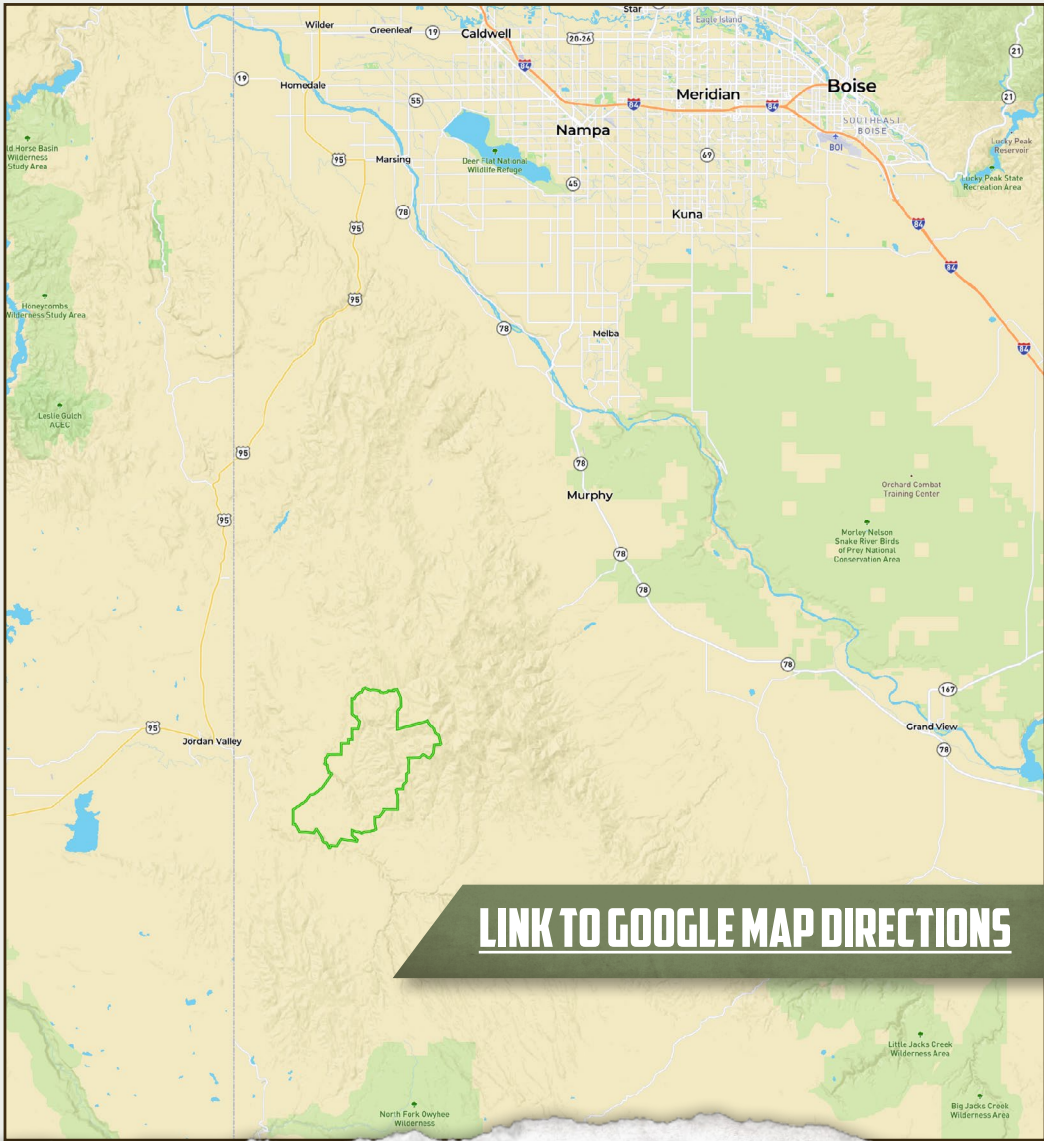 Star
Eagle Island
Wilder
Greenleaf
19
Caldwell
20-26
21
84
19
Homedale
55
Meridian
Boise
84
84
21
Nampa
SOUTHEAST
BOISE
BOI
Lucky Peak
Reservoir
ld Horse Basin
Wilderness
Study Area
95
Marsing
Deer Flat National
Wildlife Refuge
69
45
Lucky Peak State
Recreation Area
78
Kuna
95
84
84
Honeycombs
Wilderness Study Area
95
78
Melba
84
Leslie Gulch
ACEC
95
78
Orchard Combat
Training Center
Murphy
95
Morley Nelson
Snake River Birds
of Prey National
Conservation Area
78
78
78
167
95
Jordan Valley
Grand View
78
LINK TO GOOGLE MAP DIRECTIONS
Little Jacks Creek
Wilderness Area
North Fork Owyhee
Wilderness
Big Jacks Creek
Wilderness Area